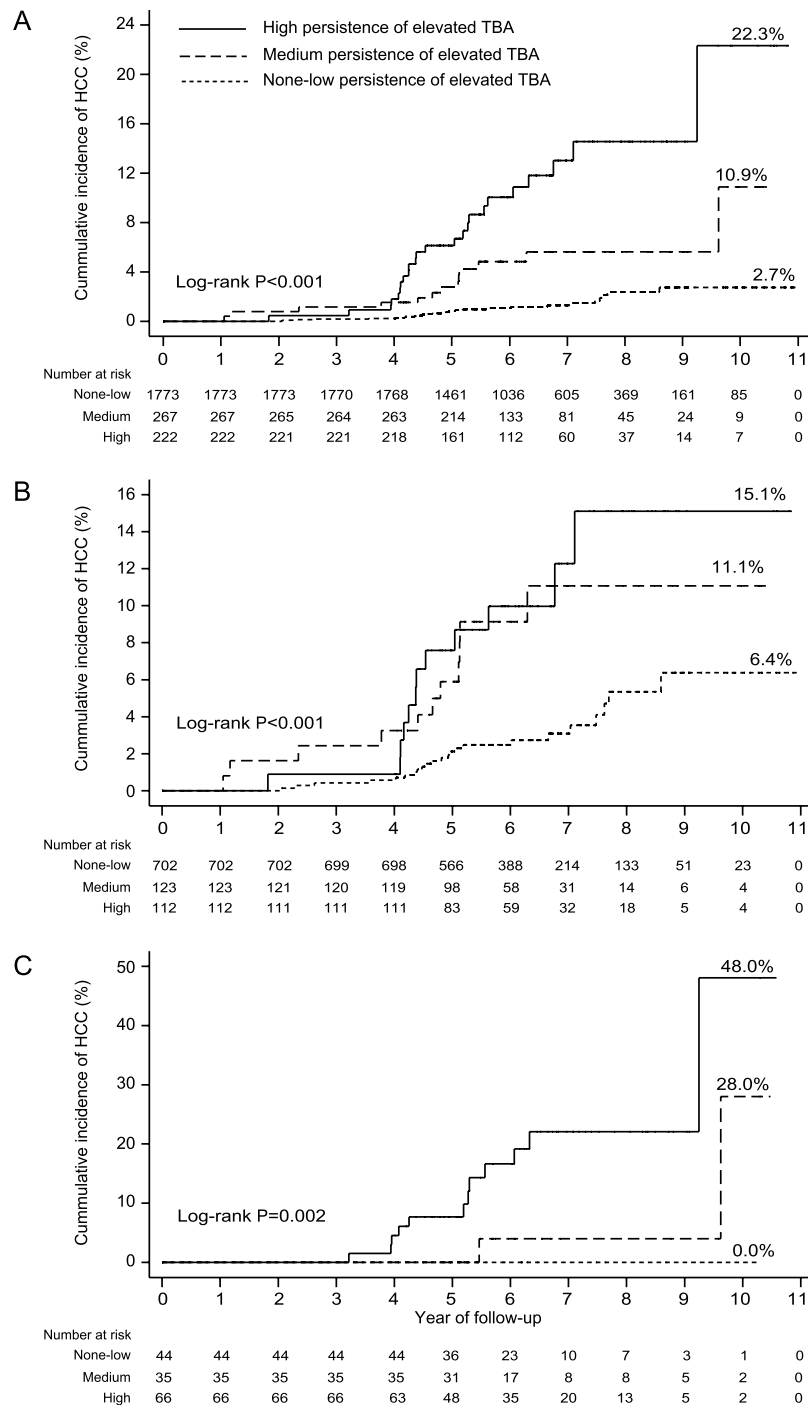 A
High persistence of elevated TBA
Medium persistence of elevated TBA
None-low persistence of elevated TBA
Cummulative incidence of HCC (%)
24
20
16
12
8
4
0
22.3%
10.9%
2.7%
Log-rank P<0.001
0 1 2 3 4 5 6 7 8 9 10 11
Number at risk
None-low 1773 1773 1773 1770 1768 1461 1036 605 369 161 85 0
Medium 267 267 265 264 263 214 133 81 45 24 9 0
High 222 222 221 221 218 161 112 60 37 14 7 0
B
Cummulative incidence of HCC (%)
16
14
12
10
8
6
4
2
0
15.1%
11.1%
6.4%
Log-rank P<0.001
0 1 2 3 4 5 6 7 8 9 10 11
Number at risk
None-low 702 702 702 699 698 566 388 214 133 51 23 0
Medium 123 123 121 120 119 98 58 31 14 6 4 0
High 112 112 111 111 111 83 59 32 18 5 4 0
C
Cummulative incidence of HCC (%)
50
40
30
20
10
0
48.0%
28.0%
0.0%
Log-rank P=0.002
0 1 2 3 4 5 6 7 8 9 10 11
Year of follow-up
Number at risk
None-low 44 44 44 44 44 36 23 10 7 3 1 0
Medium 35 35 35 35 35 31 17 8 8 5 2 0
High 66 66 66 66 63 48 35 20 13 5 2 0